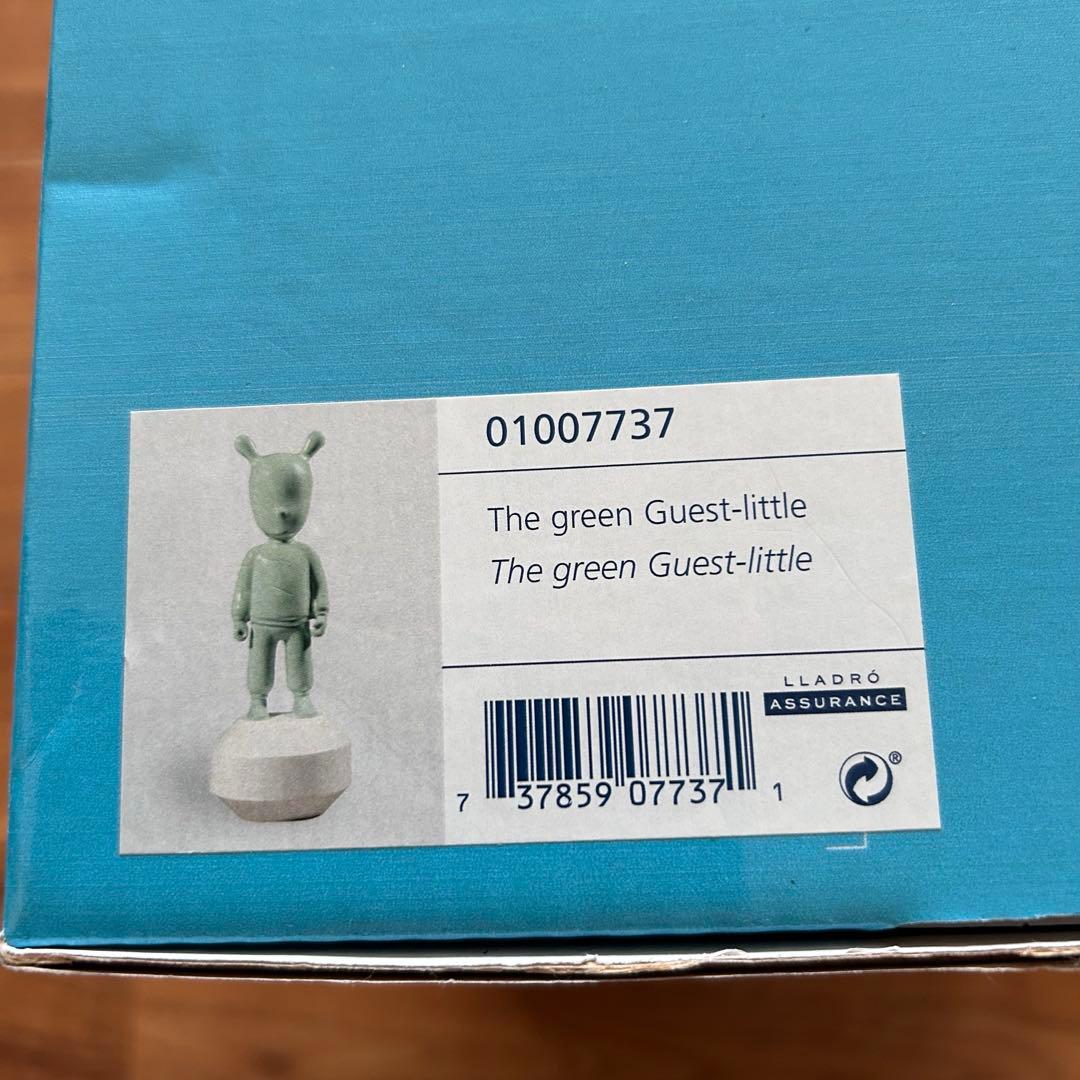 01007737
The green Guest-little
The green Guest-little
LLADRÓ
ASSURANCE
®
7 37859 07737 1